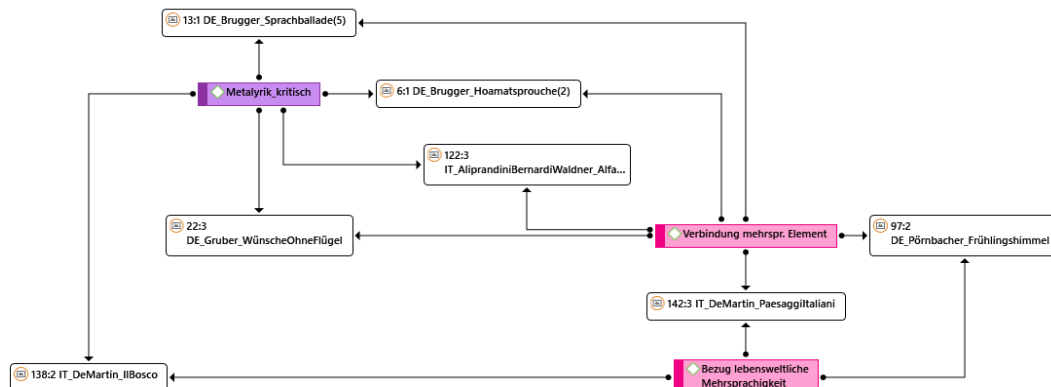 13:1 DE_Brugger_Sprachballade(5)
Metalyrik_kritisch
6:1 DE_Brugger_Hoamatsprouche(2)
122:3
IT_AliprandiniBernardiWaldner_Alfa...
22:3
DE_Gruber_WünscheOhneFlügel
Verbindung mehrspr. Element
97:2
DE_Pörnbacher_Frühlingshimmel
142:3 IT_DeMartin_PaesaggiItaliani
138:2 IT_DeMartin_IlBosco
Bezug lebensweltliche
Mehrsprachigkeit